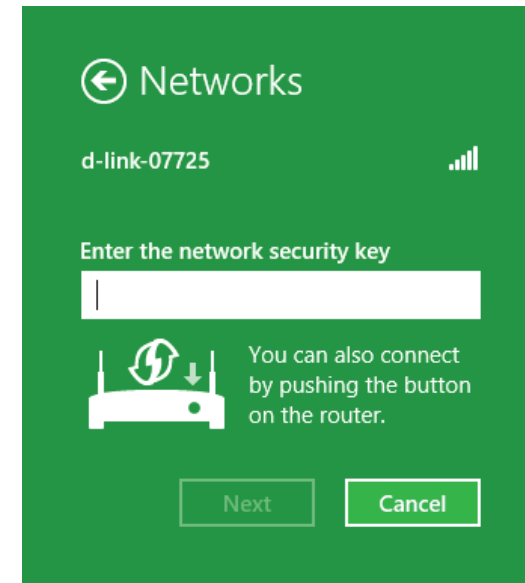 Networks
d-link-07725
Enter the network security key
You can also connect
by pushing the button
on the router.
Next
Cancel